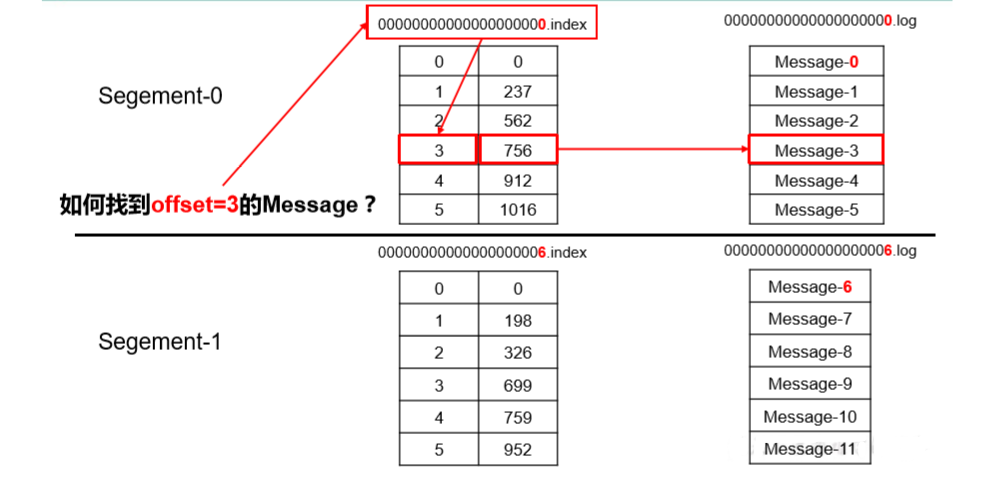 00000000000000000000.index
00000000000000000000.log
Segement-0
0 0 Message-0
1 237 Message-1
2 562 Message-2
3 756 Message-3
4 912 Message-4
5 1016 Message-5
如何找到offset=3的Message？
00000000000000000006.index
00000000000000000006.log
Segement-1
0 0 Message-6
1 198 Message-7
2 326 Message-8
3 699 Message-9
4 759 Message-10
5 952 Message-11